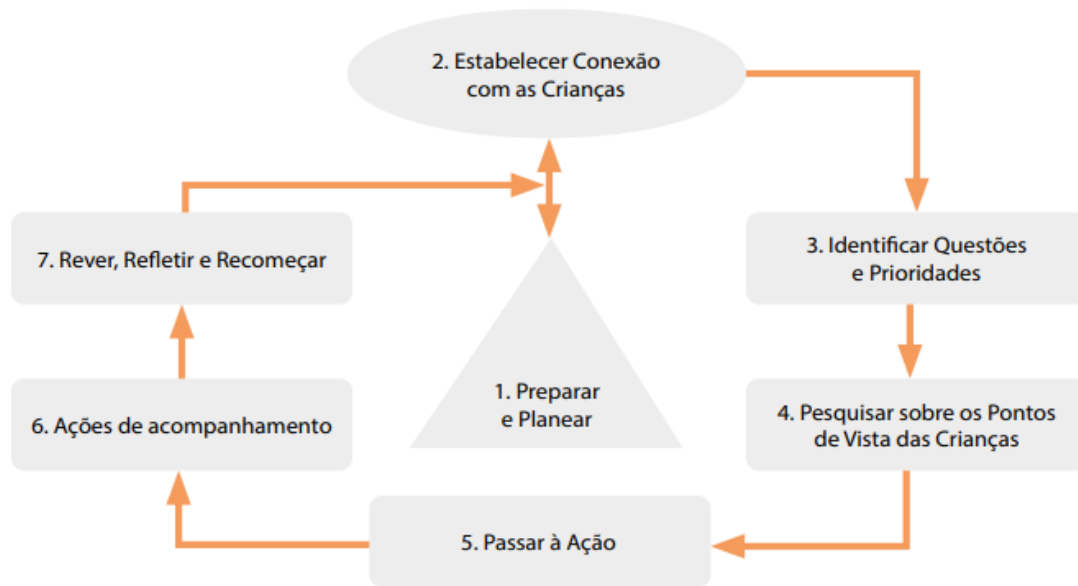 2. Estabelecer Conexão
com as Crianças
3. Identificar Questões
e Prioridades
7. Rever, Refletir e Recomeçar
1. Preparar
e Planear
4. Pesquisar sobre os Pontos
de Vista das Crianças
6. Ações de acompanhamento
5. Passar à Ação